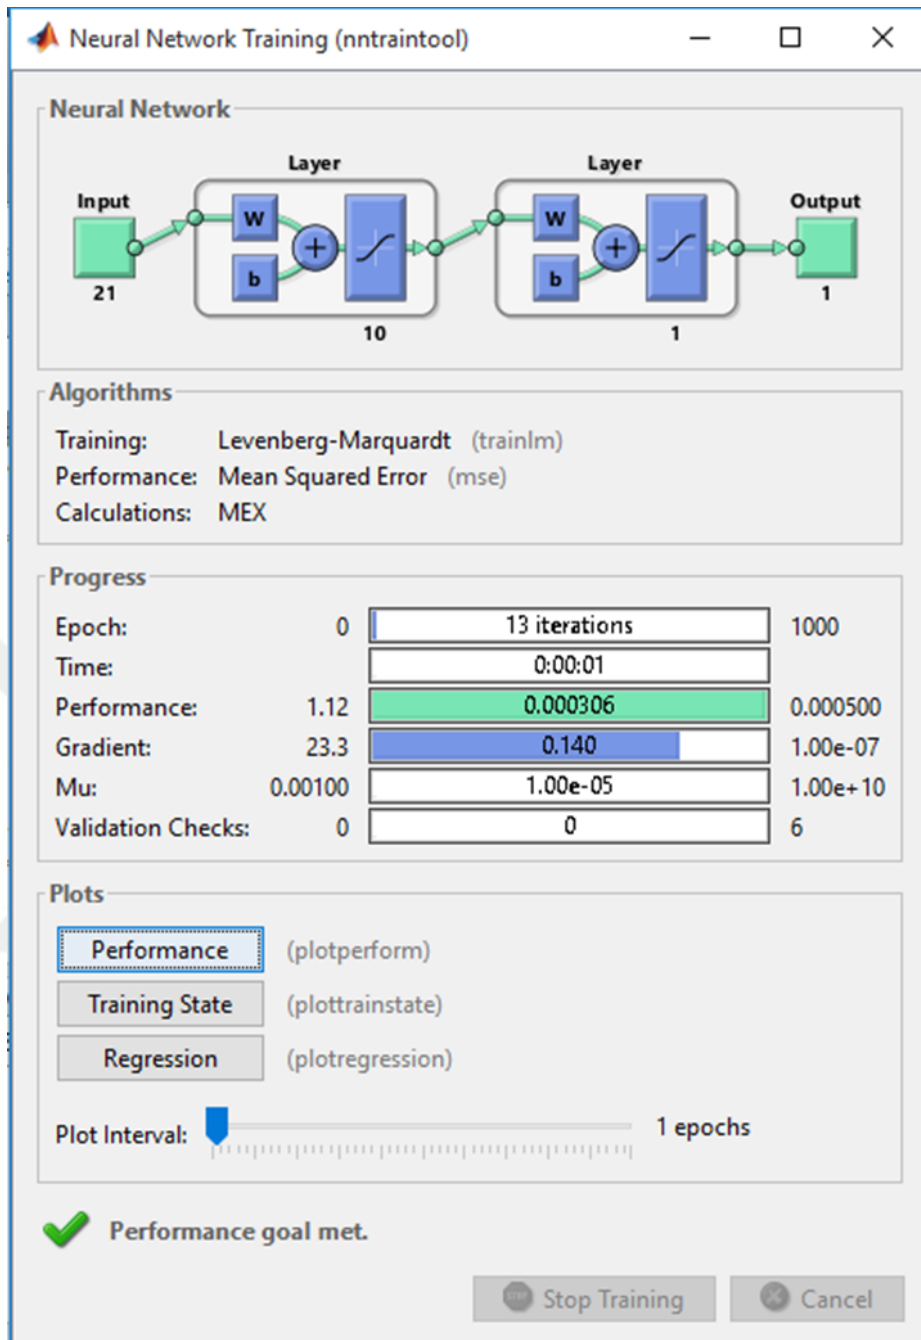 Neural Network Training (nntraintool)
Neural Network
Layer Layer
Input W W Output
+ +
b b
21 1
10 1
Algorithms
Training: Levenberg-Marquardt (trainlm)
Performance: Mean Squared Error (mse)
Calculations: MEX
Progress
Epoch: 0 13 iterations 1000
Time: 0:00:01
Performance: 1.12 0.000306 0.000500
Gradient: 23.3 0.140 1.00e-07
Mu: 0.00100 1.00e-05 1.00e+10
Validation Checks: 0 0 6
Plots
Performance (plotperform)
Training State (plottrainstate)
Regression (plotregression)
Plot Interval: 1 epochs
Performance goal met.
STOP Stop Training Cancel